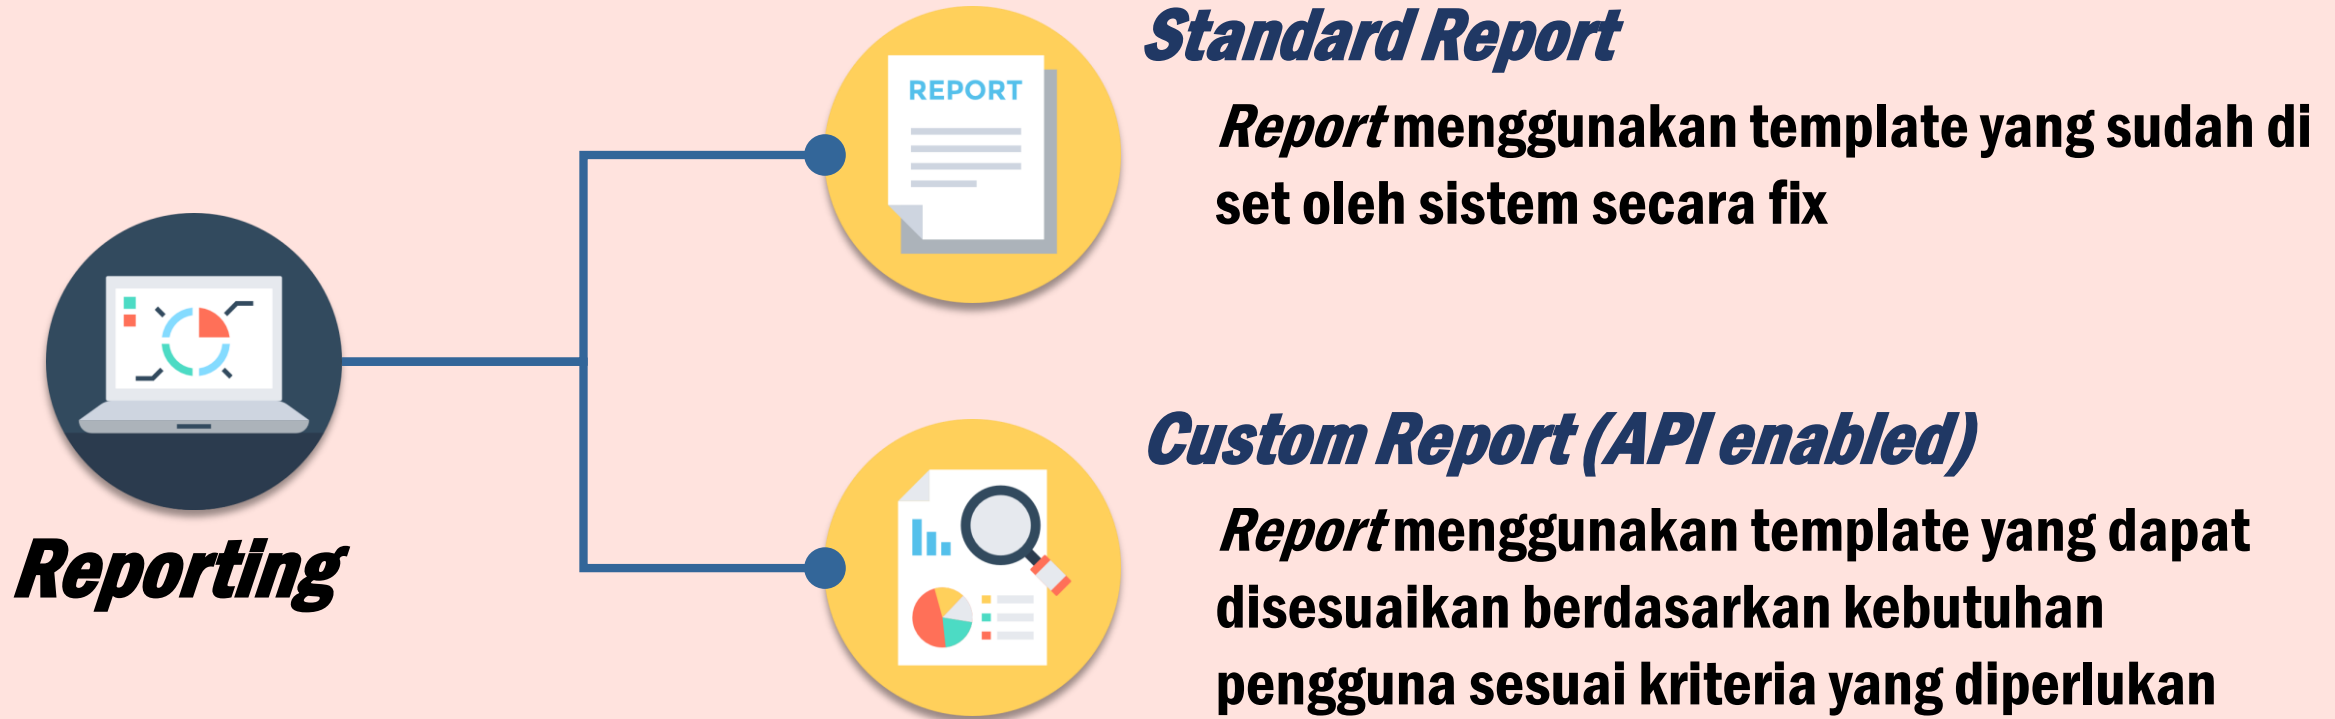 Standard Report
REPORT
Report menggunakan template yang sudah di
set oleh sistem secara fix
Reporting
Custom Report (API enabled)
Report menggunakan template yang dapat
disesuaikan berdasarkan kebutuhan
pengguna sesuai kriteria yang diperlukan